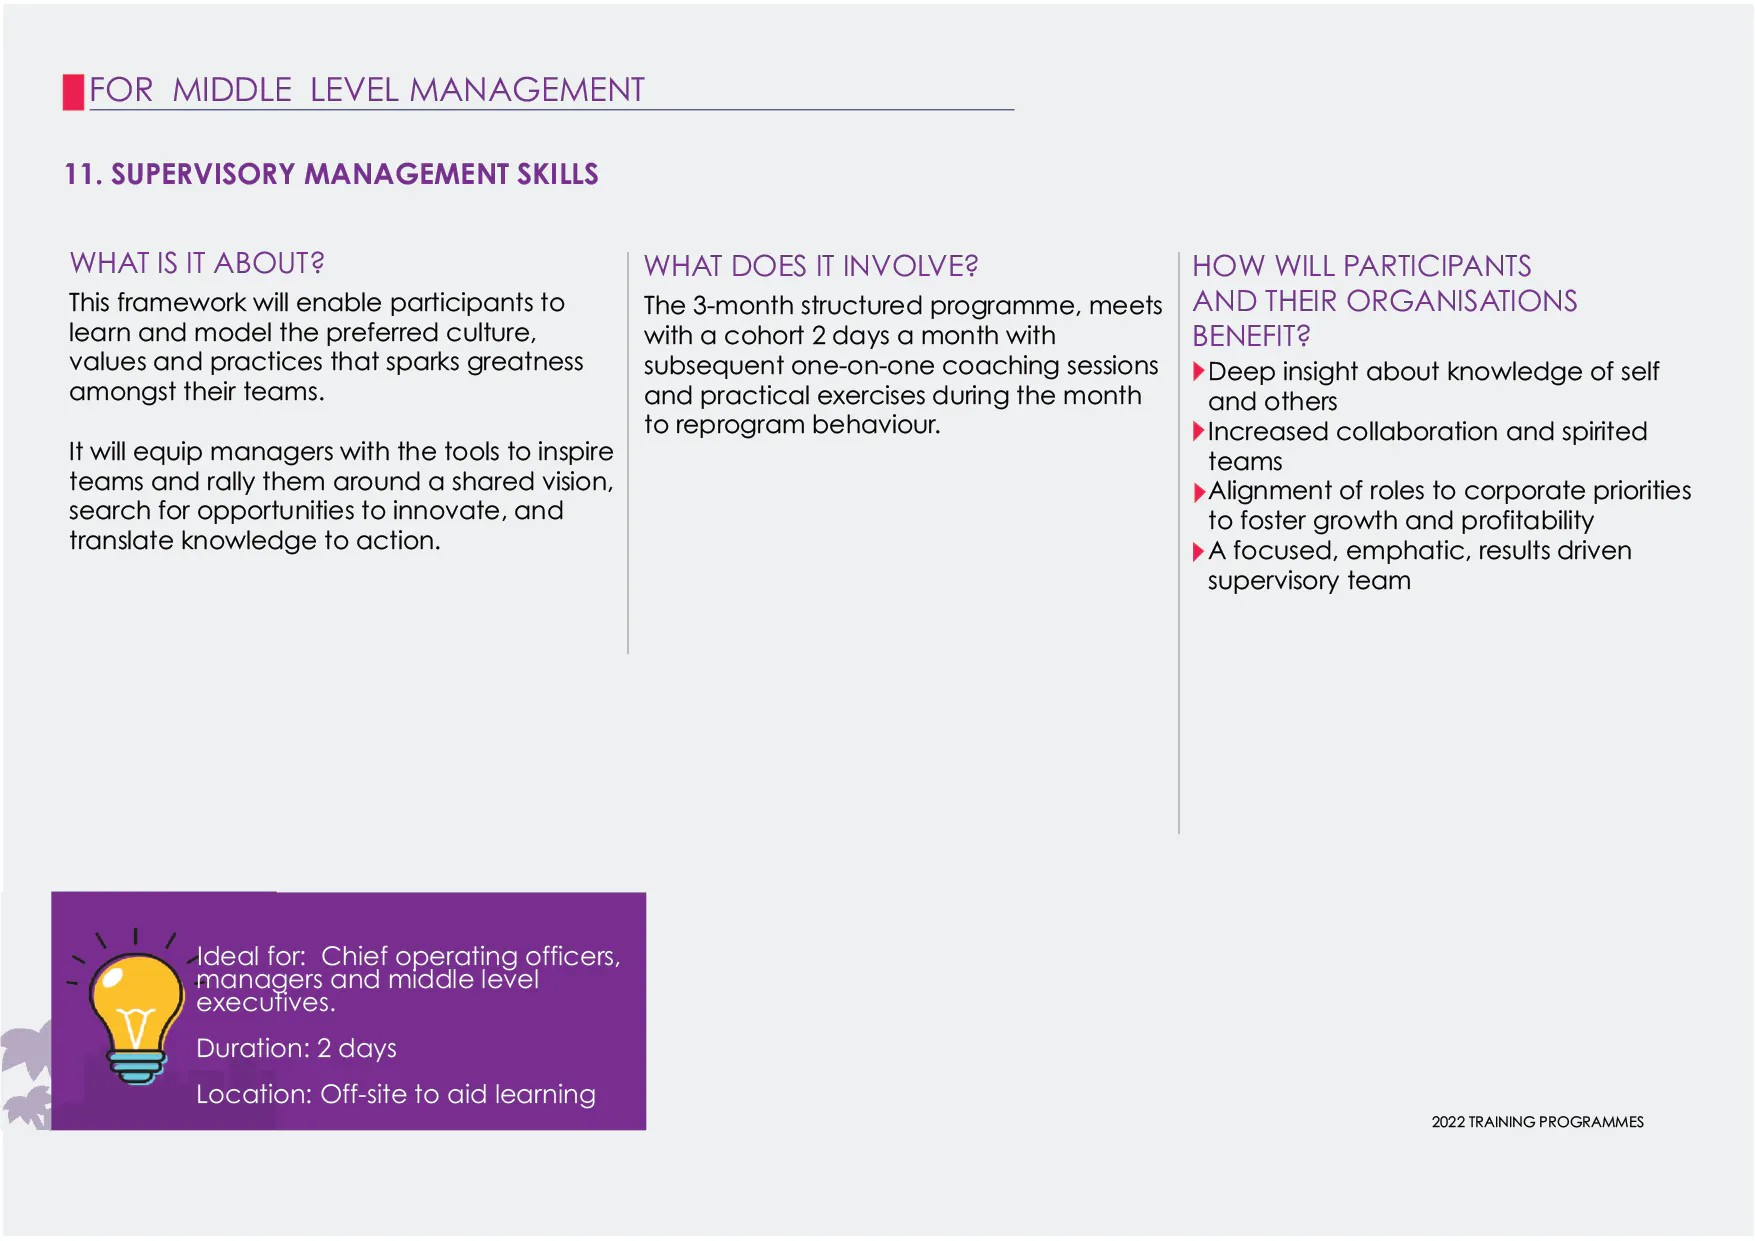 FOR MIDDLE LEVEL MANAGEMENT
11. SUPERVISORY MANAGEMENT SKILLS
WHAT IS IT ABOUT?
This framework will enable participants to
learn and model the preferred culture,
values and practices that sparks greatness
amongst their teams.
It will equip managers with the tools to inspire
teams and rally them around a shared vision,
search for opportunities to innovate, and
translate knowledge to action.
WHAT DOES IT INVOLVE?
The 3-month structured programme, meets
with a cohort 2 days a month with
subsequent one-on-one coaching sessions
and practical exercises during the month
to reprogram behaviour.
HOW WILL PARTICIPANTS
AND THEIR ORGANISATIONS
BENEFIT?
Deep insight about knowledge of self
and others
Increased collaboration and spirited
teams
Alignment of roles to corporate priorities
to foster growth and profitability
A focused, emphatic, results driven
supervisory team
Ideal for: Chief operating officers,
managers and middle level
executives.
Duration: 2 days
Location: Off-site to aid learning
2022 TRAINING PROGRAMMES